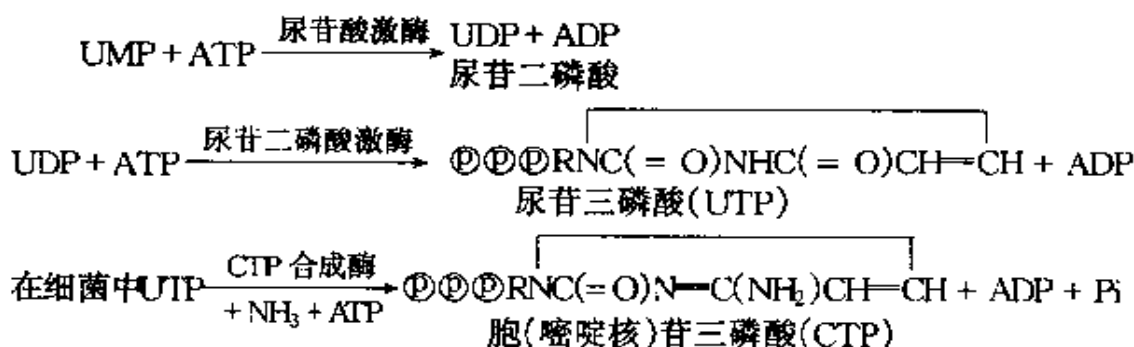 尿苷酸激酶
UMP + ATP ⟶ UDP + ADP
尿苷二磷酸
尿苷二磷酸激酶
UDP + ATP ⟶ ⓅⓅⓅRNC(=O)NHC(=O)CH=CH + ADP
尿苷三磷酸(UTP)
CTP 合成酶
在细菌中UTP ⟶ ⓅⓅⓅRNC(=O)N=C(NH₂)CH=CH + ADP + Pi
+ NH₃ + ATP
胞(嘧啶核)苷三磷酸(CTP)